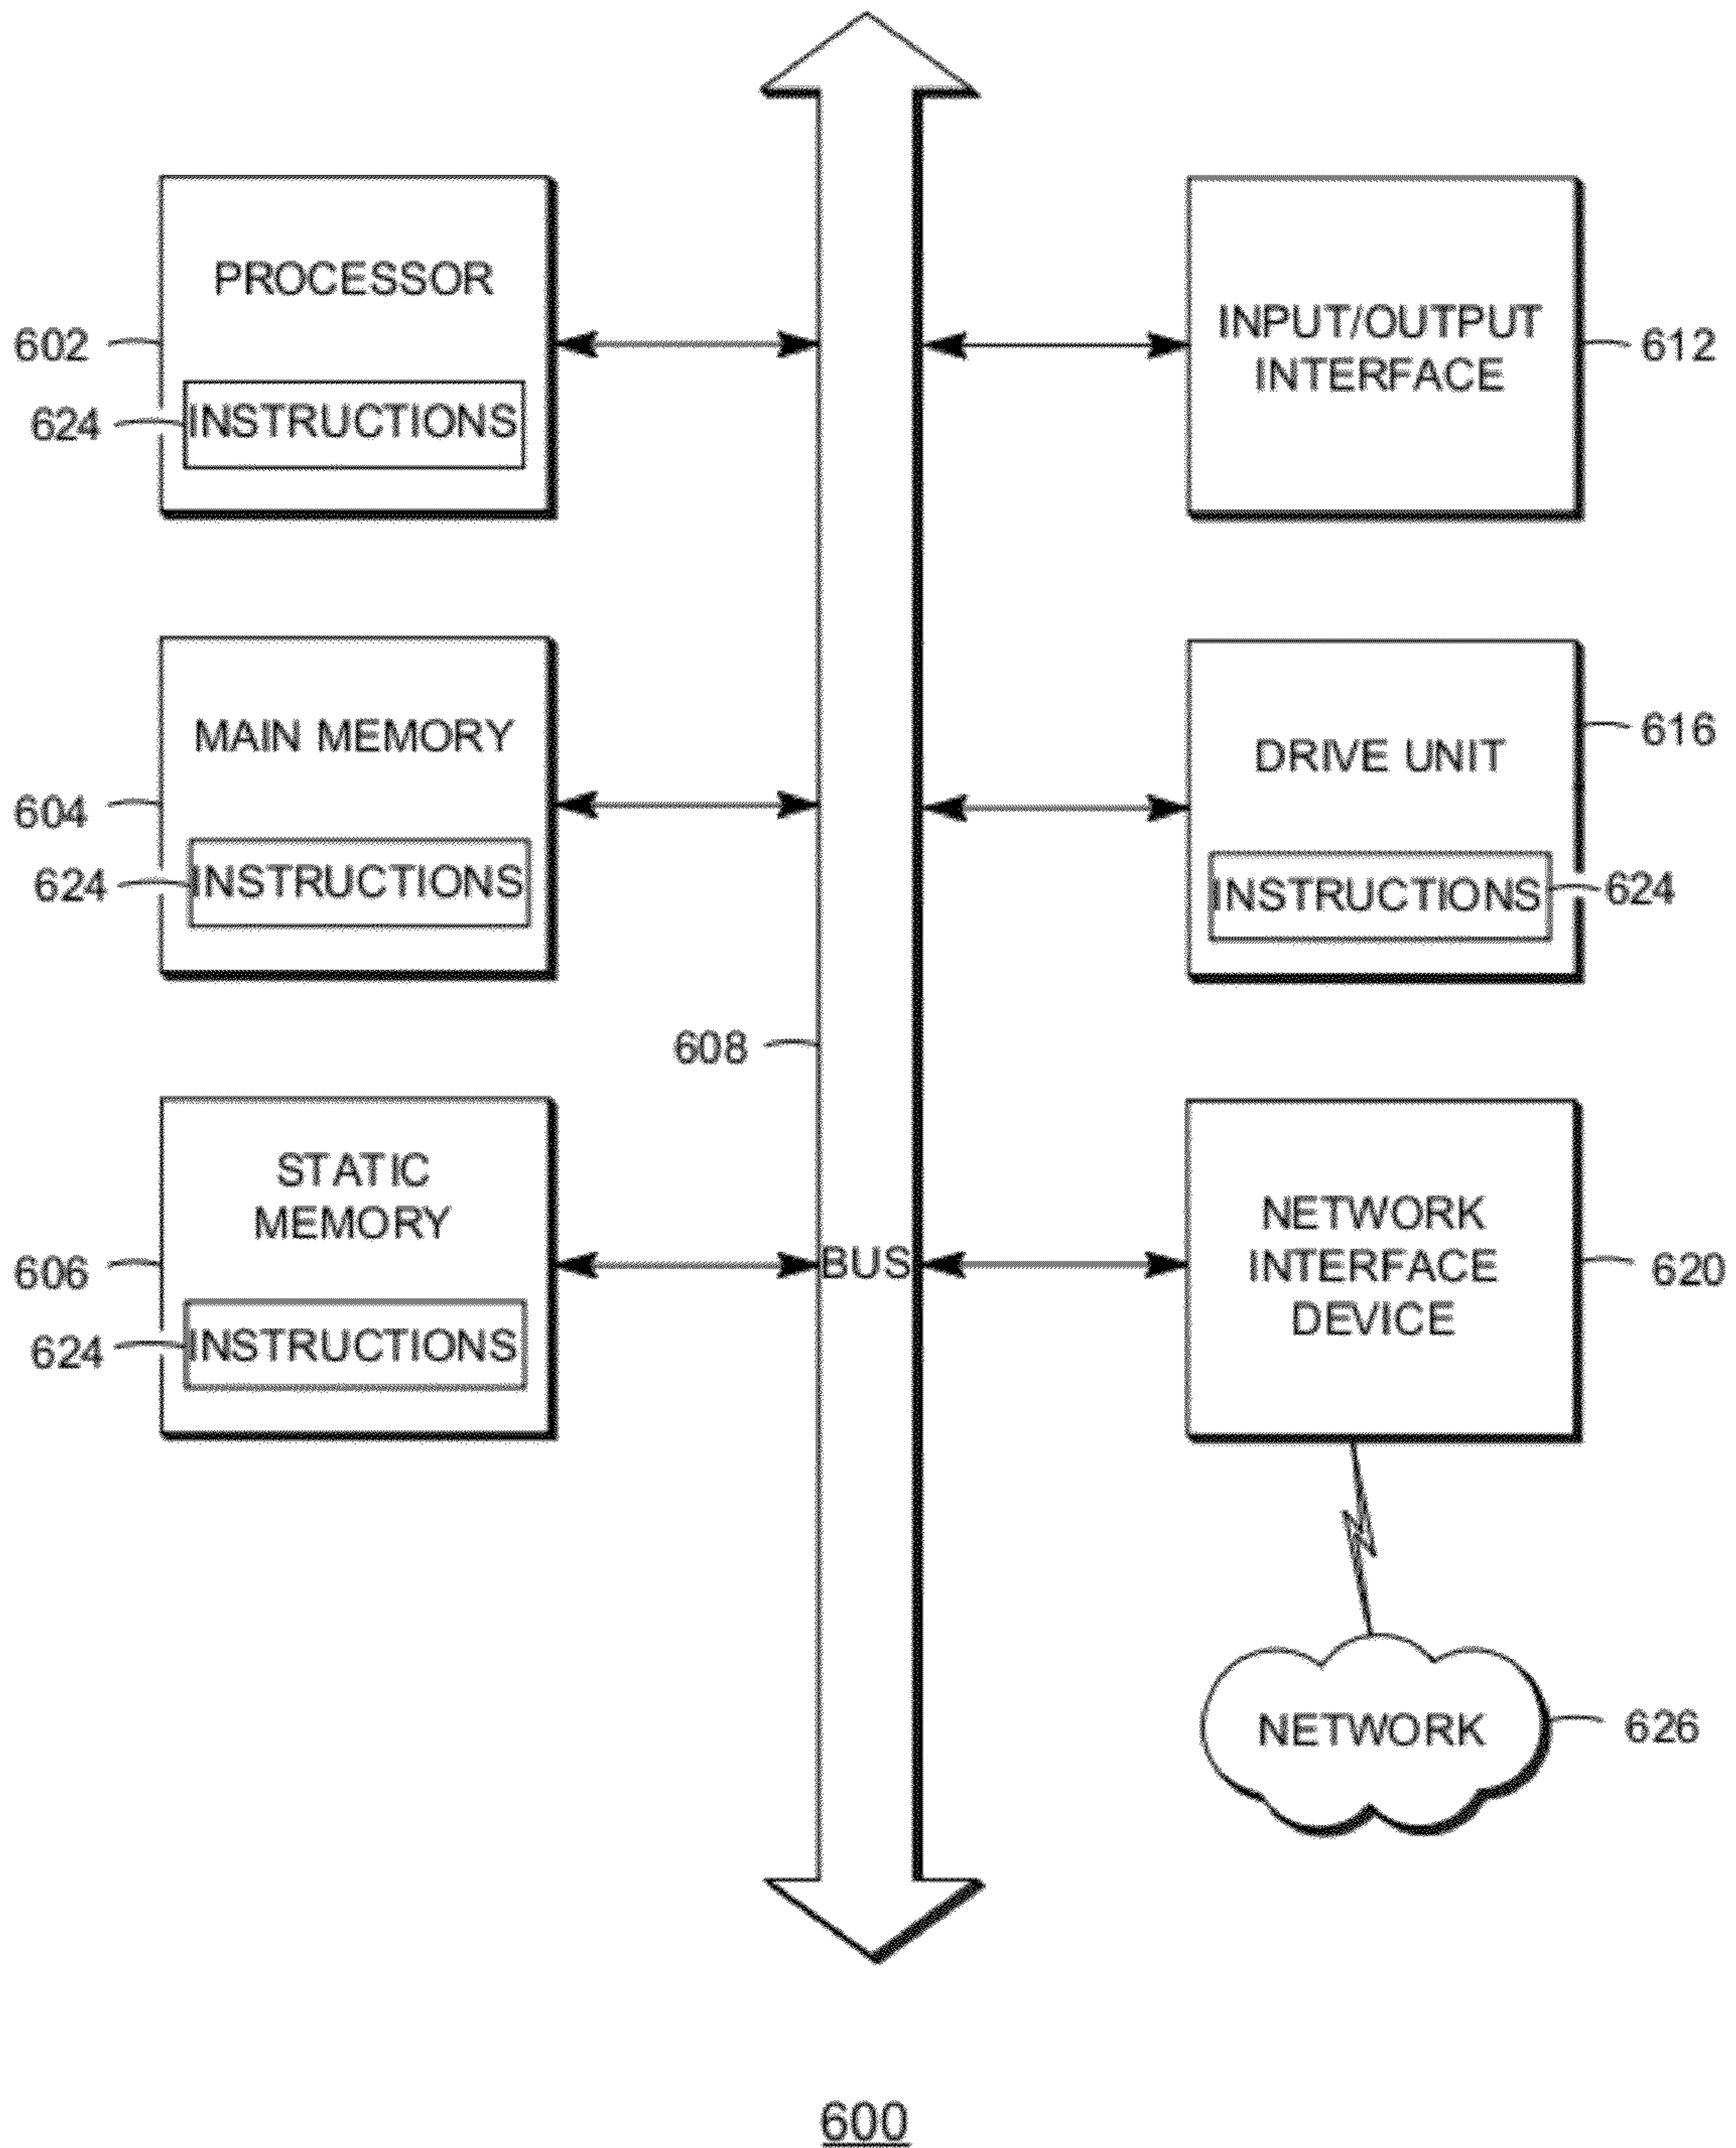 PROCESSOR
602
624
INSTRUCTIONS
INPUT/OUTPUT
INTERFACE
612
MAIN MEMORY
604
624
INSTRUCTIONS
DRIVE UNIT
616
INSTRUCTIONS
624
608
STATIC
MEMORY
606
624
INSTRUCTIONS
BUS
NETWORK
INTERFACE
DEVICE
620
NETWORK
626
600